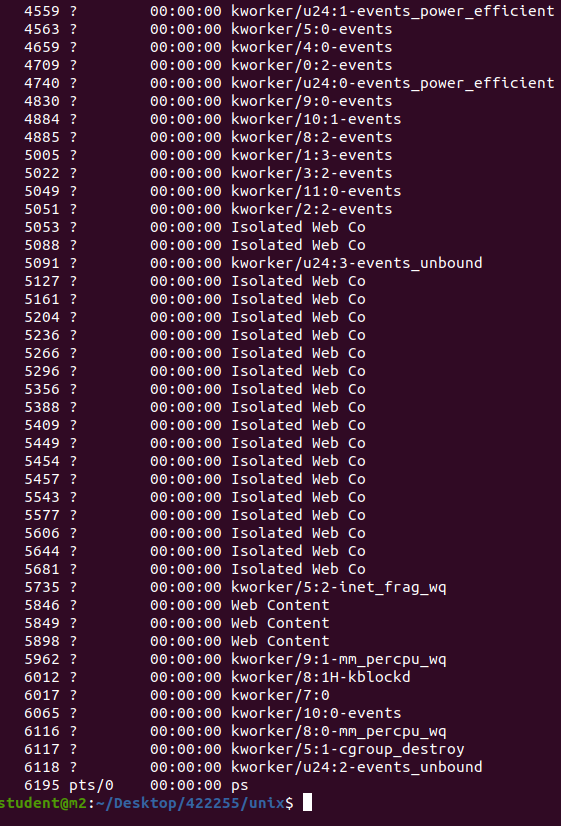 4559 ?        00:00:00 kworker/u24:1-events_power_efficient
4563 ?        00:00:00 kworker/5:0-events
4659 ?        00:00:00 kworker/4:0-events
4709 ?        00:00:00 kworker/0:2-events
4740 ?        00:00:00 kworker/u24:0-events_power_efficient
4830 ?        00:00:00 kworker/9:0-events
4884 ?        00:00:00 kworker/10:1-events
4885 ?        00:00:00 kworker/8:2-events
5005 ?        00:00:00 kworker/1:3-events
5022 ?        00:00:00 kworker/3:2-events
5049 ?        00:00:00 kworker/11:0-events
5051 ?        00:00:00 kworker/2:2-events
5053 ?        00:00:00 Isolated Web Co
5088 ?        00:00:00 Isolated Web Co
5091 ?        00:00:00 kworker/u24:3-events_unbound
5127 ?        00:00:00 Isolated Web Co
5161 ?        00:00:00 Isolated Web Co
5204 ?        00:00:00 Isolated Web Co
5236 ?        00:00:00 Isolated Web Co
5266 ?        00:00:00 Isolated Web Co
5296 ?        00:00:00 Isolated Web Co
5356 ?        00:00:00 Isolated Web Co
5388 ?        00:00:00 Isolated Web Co
5409 ?        00:00:00 Isolated Web Co
5449 ?        00:00:00 Isolated Web Co
5454 ?        00:00:00 Isolated Web Co
5457 ?        00:00:00 Isolated Web Co
5543 ?        00:00:00 Isolated Web Co
5577 ?        00:00:00 Isolated Web Co
5606 ?        00:00:00 Isolated Web Co
5644 ?        00:00:00 Isolated Web Co
5681 ?        00:00:00 Isolated Web Co
5735 ?        00:00:00 kworker/5:2-inet_frag_wq
5846 ?        00:00:00 Web Content
5849 ?        00:00:00 Web Content
5898 ?        00:00:00 Web Content
5962 ?        00:00:00 kworker/9:1-mm_percpu_wq
6012 ?        00:00:00 kworker/8:1H-kblockd
6017 ?        00:00:00 kworker/7:0
6065 ?        00:00:00 kworker/10:0-events
6116 ?        00:00:00 kworker/8:0-mm_percpu_wq
6117 ?        00:00:00 kworker/5:1-cgroup_destroy
6118 ?        00:00:00 kworker/u24:2-events_unbound
6195 pts/0    00:00:00 ps
student@m2:~/Desktop/422255/unix$